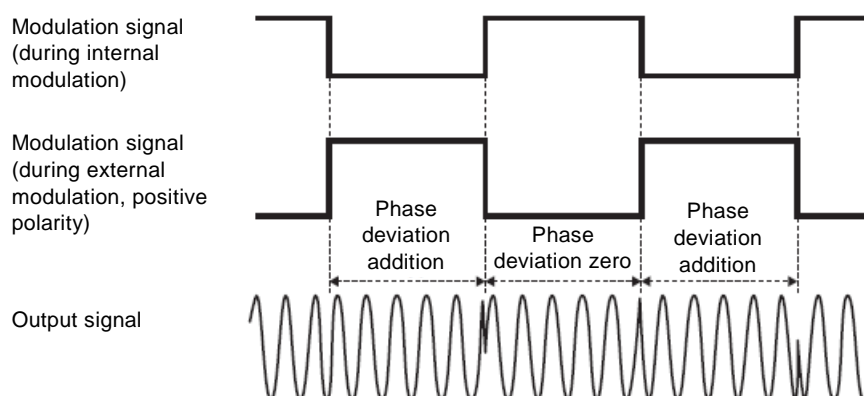 Modulation signal
(during internal
modulation)
Modulation signal
(during external
modulation, positive
polarity)
Phase
deviation
addition
Phase
deviation zero
Phase
deviation
addition
Output signal